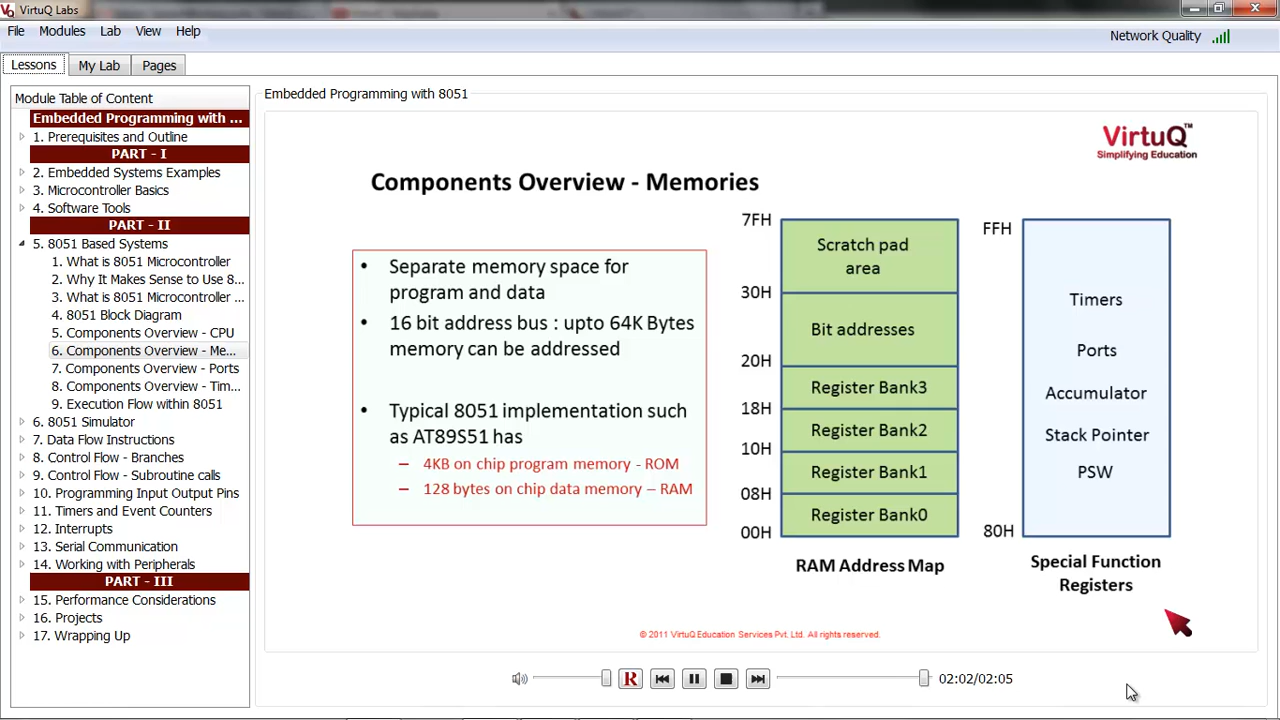 VirtuQ Labs
File Modules Lab View Help
Network Quality
Lessons My Lab Pages
Module Table of Content
Embedded Programming with ...
1. Prerequisites and Outline
PART - I
2. Embedded Systems Examples
3. Microcontroller Basics
4. Software Tools
PART - II
5. 8051 Based Systems
1. What is 8051 Microcontroller
2. Why It Makes Sense to Use 8...
3. What is 8051 Microcontroller ...
4. 8051 Block Diagram
5. Components Overview - CPU
6. Components Overview - Me...
7. Components Overview - Ports
8. Components Overview - Tim...
9. Execution Flow within 8051
6. 8051 Simulator
7. Data Flow Instructions
8. Control Flow - Branches
9. Control Flow - Subroutine calls
10. Programming Input Output Pins
11. Timers and Event Counters
12. Interrupts
13. Serial Communication
14. Working with Peripherals
PART - III
15. Performance Considerations
16. Projects
17. Wrapping Up
Embedded Programming with 8051
VirtuQ™
Simplifying Education
Components Overview - Memories
• Separate memory space for
program and data
• 16 bit address bus : upto 64K Bytes
memory can be addressed
• Typical 8051 implementation such
as AT89S51 has
– 4KB on chip program memory - ROM
– 128 bytes on chip data memory – RAM
7FH
Scratch pad
area
30H
Bit addresses
20H
Register Bank3
18H
Register Bank2
10H
Register Bank1
08H
Register Bank0
00H
RAM Address Map
FFH
Timers
Ports
Accumulator
Stack Pointer
PSW
80H
Special Function
Registers
© 2011 VirtuQ Education Services Pvt. Ltd. All rights reserved.
R
02:02/02:05